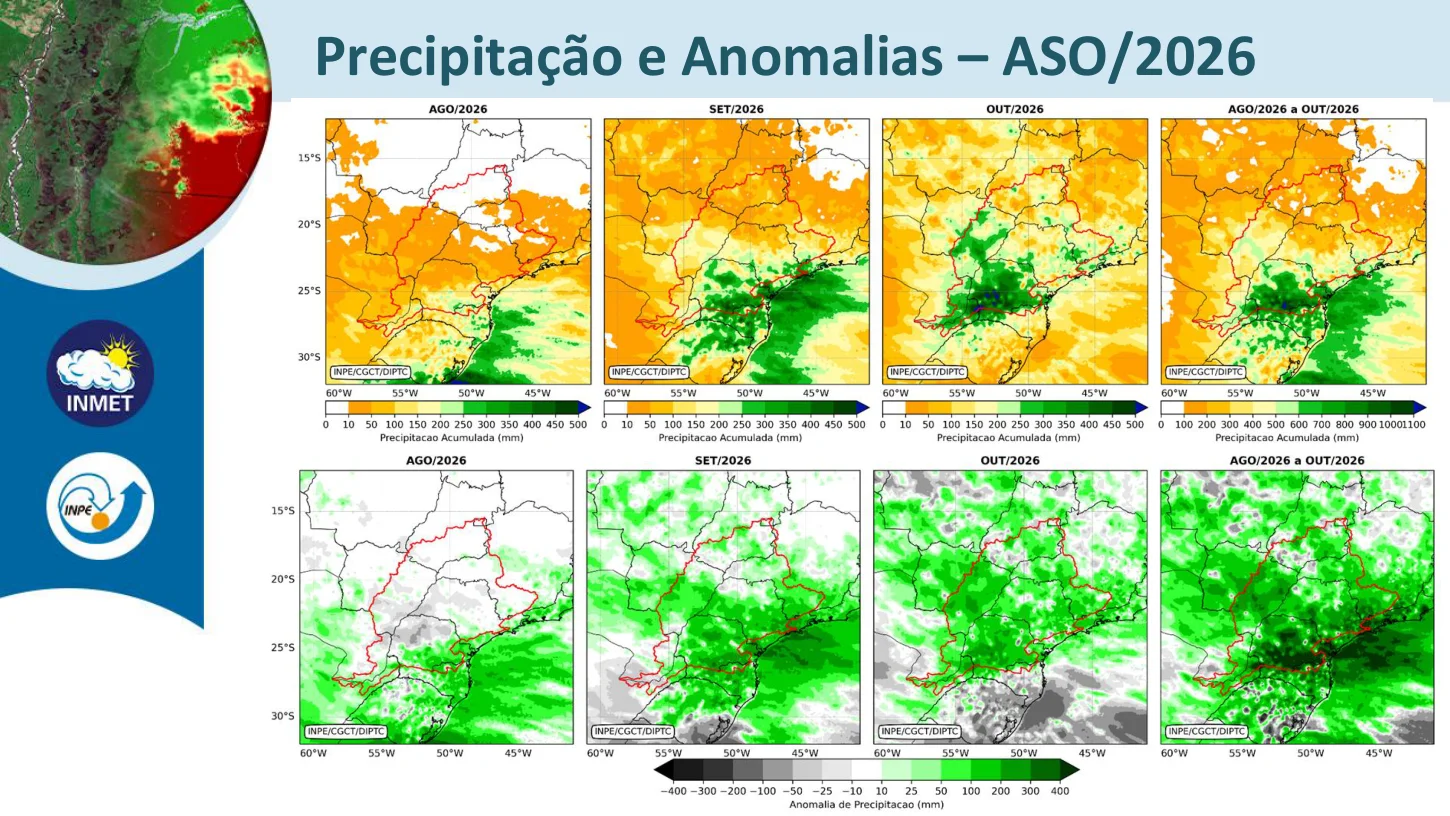 Precipitação e Anomalias – ASO/2026
AGO/2026 SET/2026 OUT/2026 AGO/2026 a OUT/2026
15°S
20°S
25°S
30°S
INPE/CGCT/DIPTC INPE/CGCT/DIPTC INPE/CGCT/DIPTC INPE/CGCT/DIPTC
60°W 55°W 50°W 45°W 60°W 55°W 50°W 45°W 60°W 55°W 50°W 45°W 60°W 55°W 50°W 45°W
0 10 50 100 150 200 250 300 350 400 450 500 0 10 50 100 150 200 250 300 350 400 450 500 0 10 50 100 150 200 250 300 350 400 450 500 0 100 200 300 400 500 600 700 800 900 1000 1100
Precipitacao Acumulada (mm) Precipitacao Acumulada (mm) Precipitacao Acumulada (mm) Precipitacao Acumulada (mm)
INMET
INPE
AGO/2026 SET/2026 OUT/2026 AGO/2026 a OUT/2026
15°S
20°S
25°S
30°S
INPE/CGCT/DIPTC INPE/CGCT/DIPTC INPE/CGCT/DIPTC INPE/CGCT/DIPTC
60°W 55°W 50°W 45°W 60°W 55°W 50°W 45°W 60°W 55°W 50°W 45°W 60°W 55°W 50°W 45°W
−400 −300 −200 −100 −50 −25 −10 10 25 50 100 200 300 400
Anomalia de Precipitacao (mm)